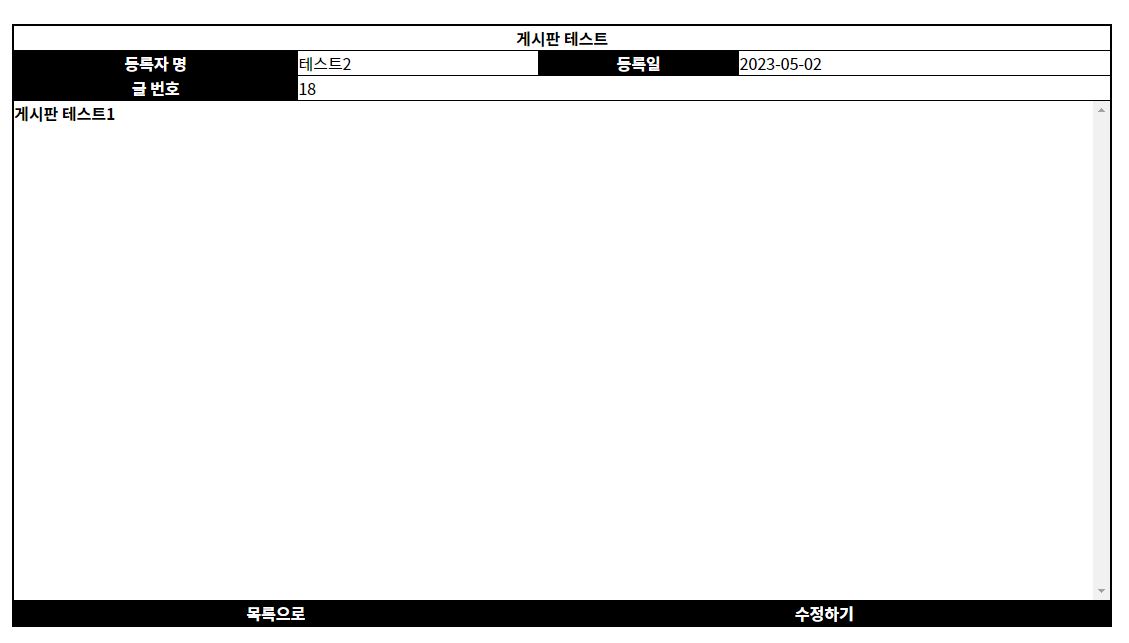 게시판 테스트
등록자 명 테스트2 등록일 2023-05-02
글 번호 18
게시판 테스트1
목록으로 수정하기